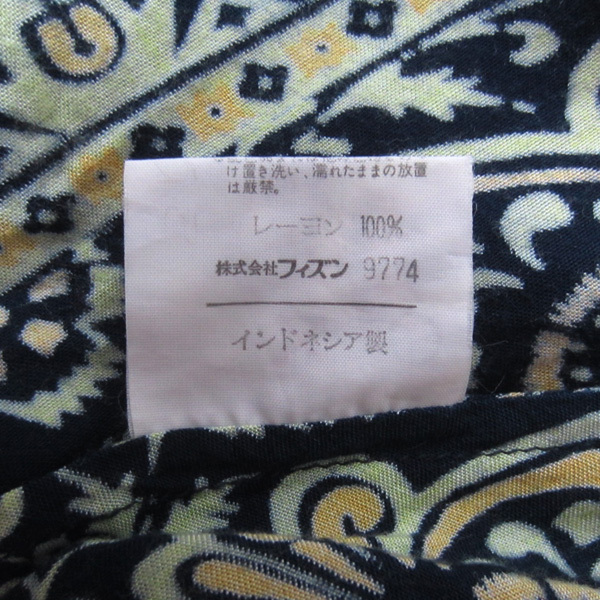 け置き洗い、濡れたままの放置
は厳禁。
レーヨン 100%
株式会社フィズン 9774
インドネシア製